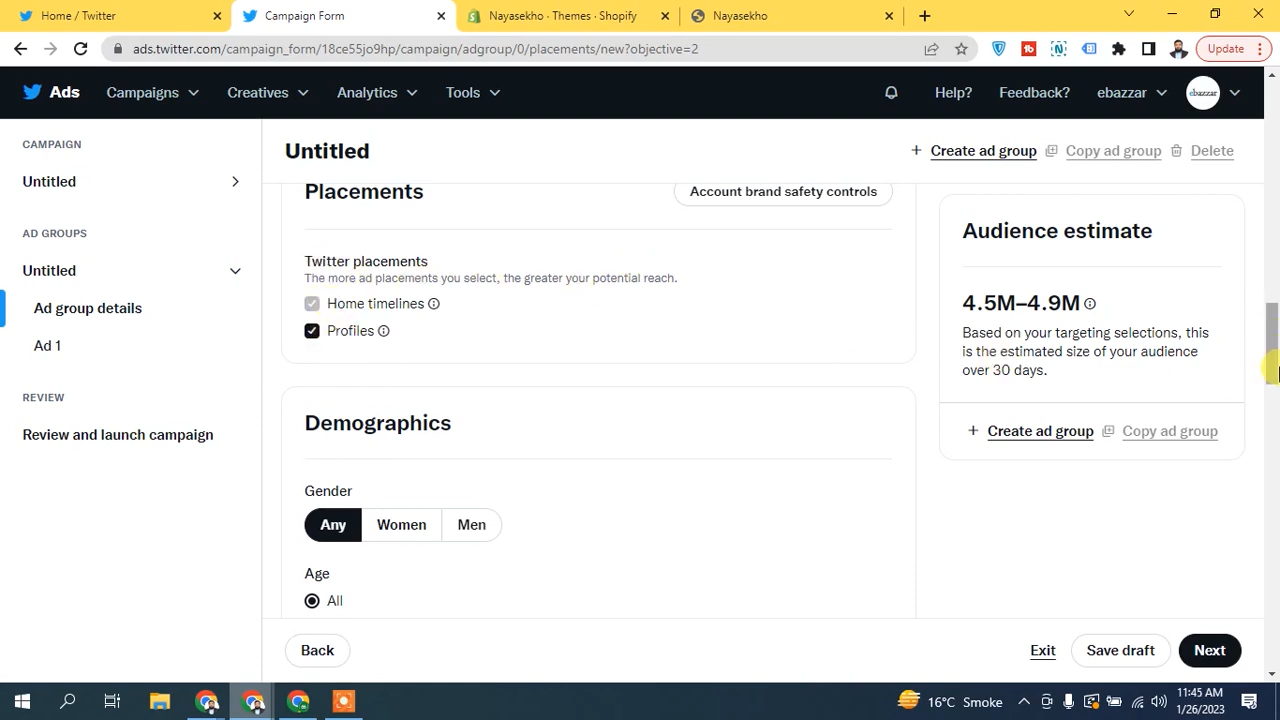 Home / Twitter
Campaign Form
Nayasekho · Themes · Shopify
Nayasekho
ads.twitter.com/campaign_form/18ce55jo9hp/campaign/adgroup/0/placements/new?objective=2
Update
Ads
Campaigns
Creatives
Analytics
Tools
Help?
Feedback?
ebazzar
ebazzar
CAMPAIGN
Untitled
AD GROUPS
Untitled
Ad group details
Ad 1
REVIEW
Review and launch campaign
Untitled
+ Create ad group
Copy ad group
Delete
Placements
Account brand safety controls
Twitter placements
The more ad placements you select, the greater your potential reach.
Home timelines
Profiles
Demographics
Gender
Any
Women
Men
Age
All
Audience estimate
4.5M–4.9M
Based on your targeting selections, this
is the estimated size of your audience
over 30 days.
+ Create ad group
Copy ad group
Back
Exit
Save draft
Next
16°C Smoke
11:45 AM
1/26/2023